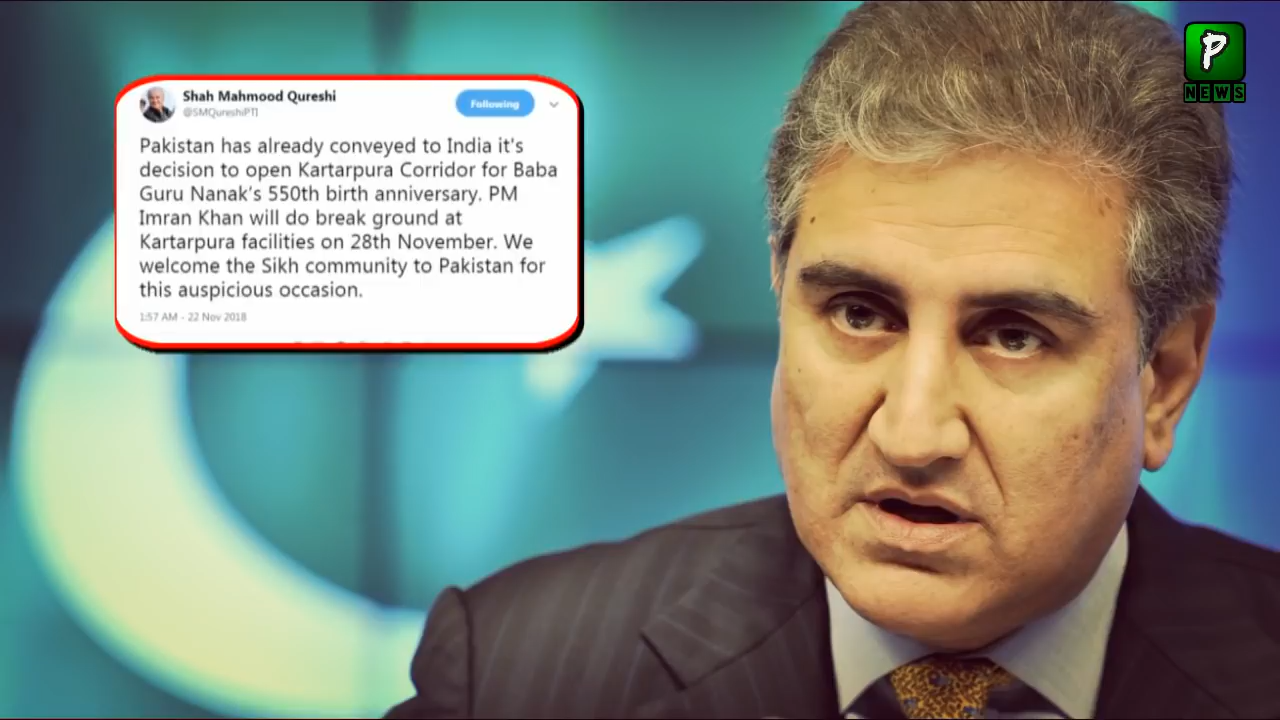 Shah Mahmood Qureshi
@SMQureshiPTI
Following
Pakistan has already conveyed to India it's
decision to open Kartarpura Corridor for Baba
Guru Nanak's 550th birth anniversary. PM
Imran Khan will do break ground at
Kartarpura facilities on 28th November. We
welcome the Sikh community to Pakistan for
this auspicious occasion.
1:57 AM - 22 Nov 2018
P
NEWS